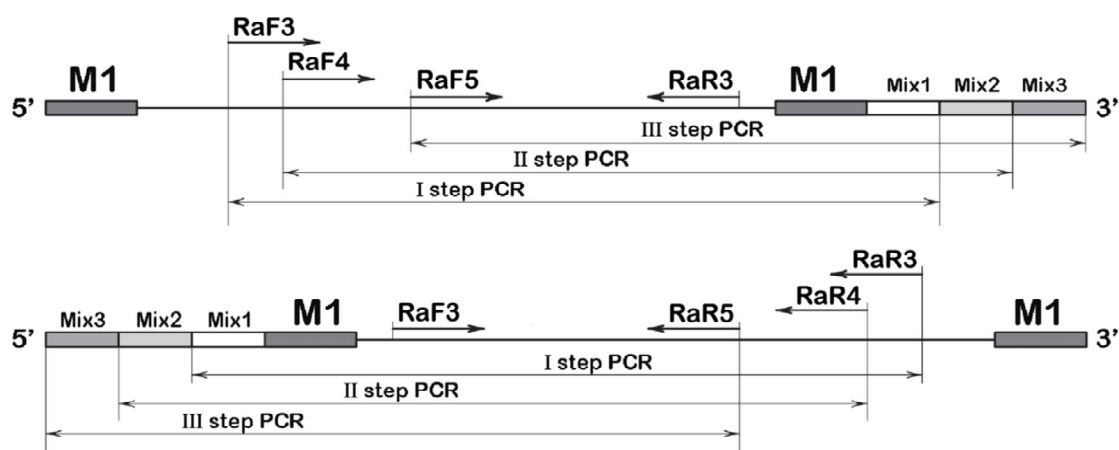 RaF3
RaF4
M1 RaF5 RaR3 M1 Mix1 Mix2 Mix3
5’ 3’
III step PCR
II step PCR
I step PCR
RaR3
Mix3 Mix2 Mix1 M1 RaF3 RaR5 RaR4 M1
5’ 3’
I step PCR
II step PCR
III step PCR